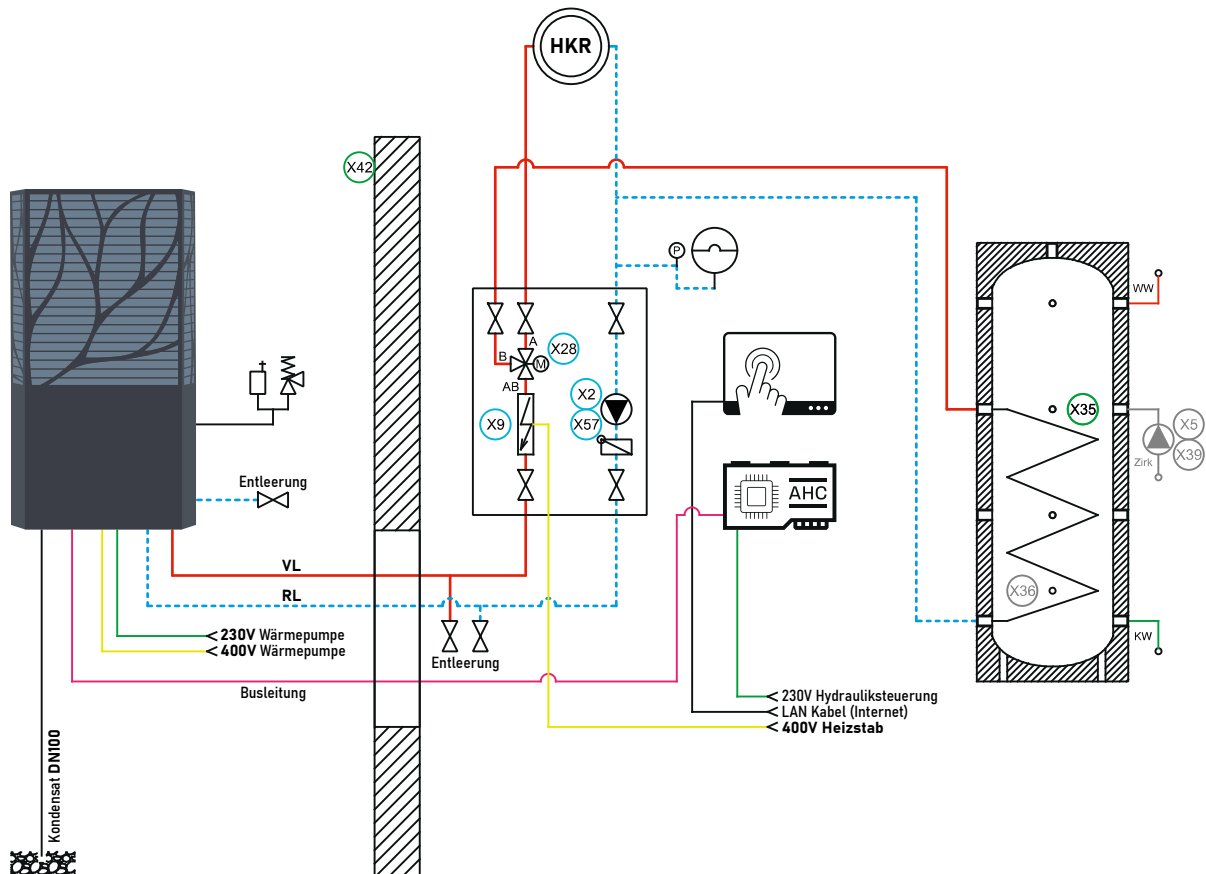 HKR
X42
P
WW
A
X28
B
M
AB
X2
X9
X57
X35
X5
X39
Zirk
Entleerung
AHC
VL
RL
X36
230V Wärmepumpe
400V Wärmepumpe
Entleerung
KW
Busleitung
230V Hydrauliksteuerung
LAN Kabel (Internet)
400V Heizstab
Kondensat DN100